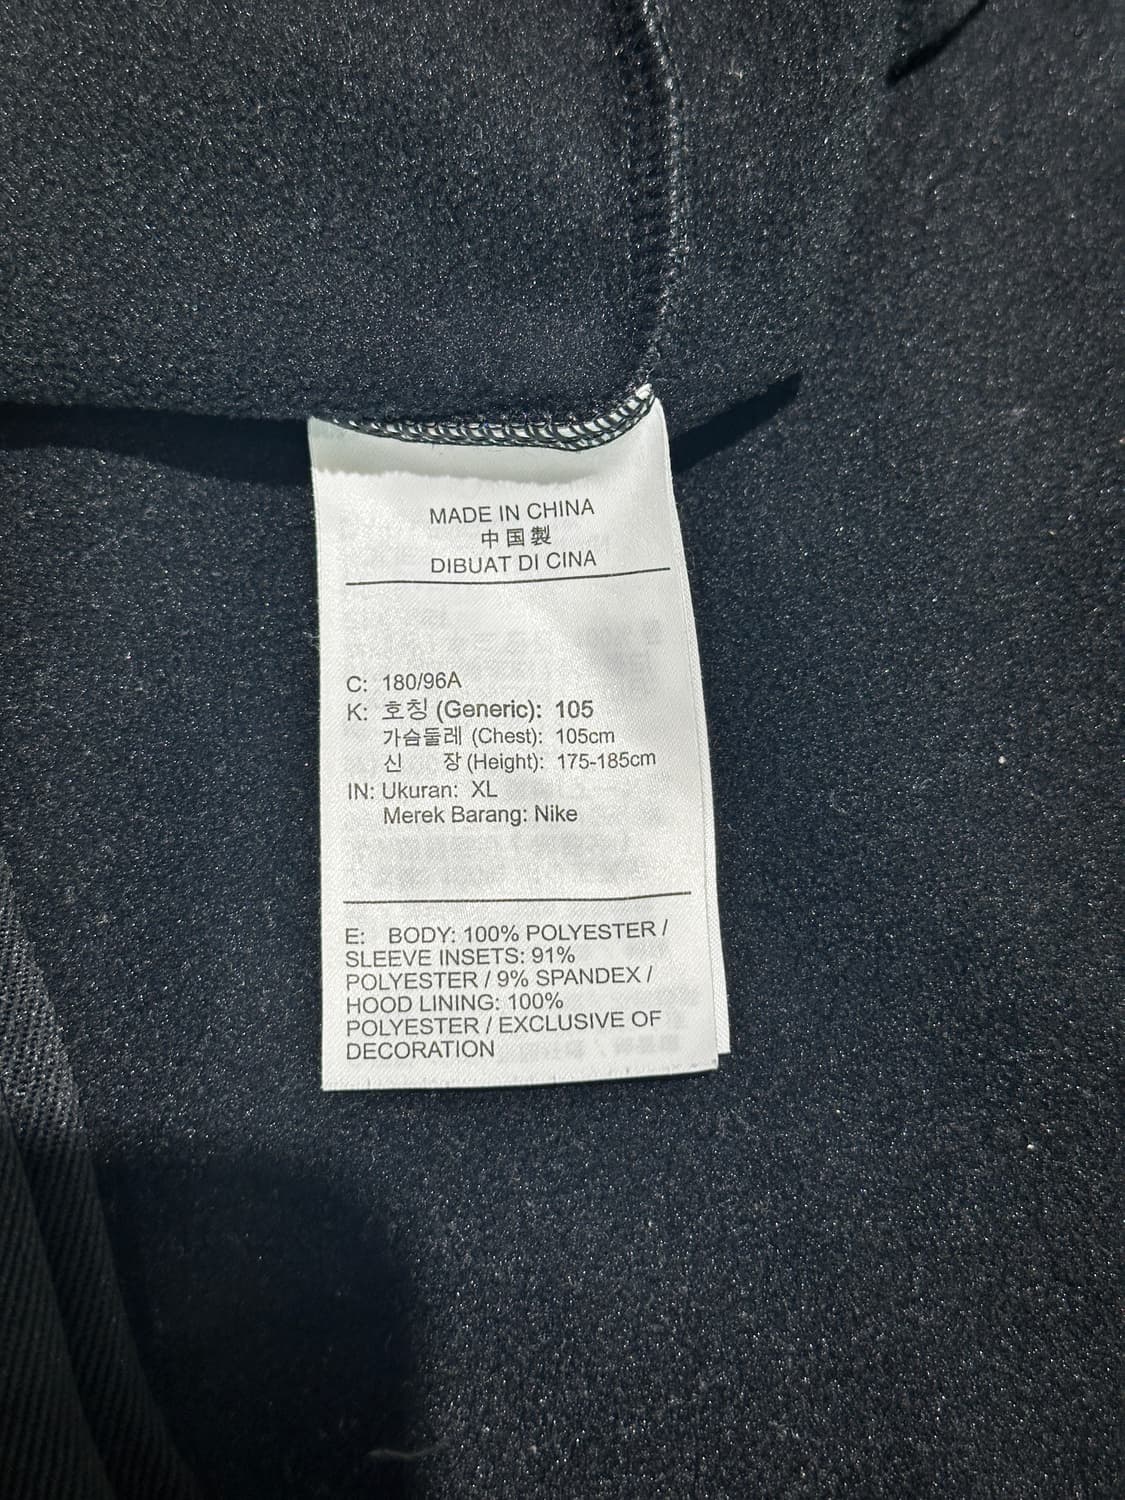 MADE IN CHINA
中国製
DIBUAT DI CINA
C: 180/96A
K: 호칭 (Generic): 105
가슴둘레 (Chest): 105cm
신 장 (Height): 175-185cm
IN: Ukuran: XL
Merek Barang: Nike
E: BODY: 100% POLYESTER /
SLEEVE INSETS: 91%
POLYESTER / 9% SPANDEX /
HOOD LINING: 100%
POLYESTER / EXCLUSIVE OF
DECORATION